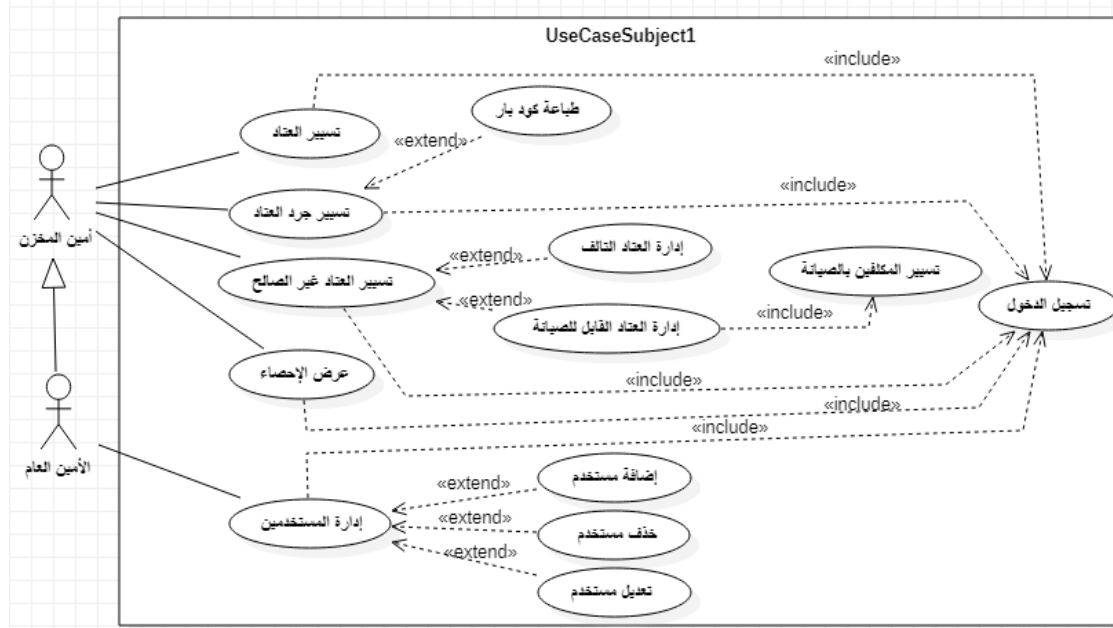 UseCaseSubject1
«include»
طباعة كود بار
تسيير العتاد
«extend»
«include»
تسيير جرد العتاد
أمين المخزن
إدارة العتاد التالف
«extend»
تسيير المكلفين بالصيانة
تسيير العتاد غير الصالح
«extend»
تسجيل الدخول
إدارة العتاد القابل للصيانة
«include»
عرض الإحصاء
«include»
«include»
«include»
الأمين العام
إضافة مستخدم
«extend»
«extend»
إدارة المستخدمين
حذف مستخدم
«extend»
تعديل مستخدم